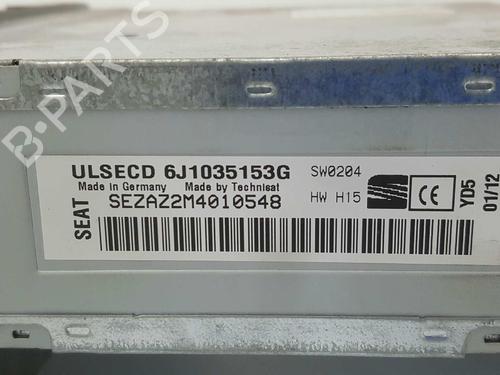 B-PARTS
ULSECD 6J1035153G SW0204
Made in Germany Made by Technisat
SEZAZ2M4010548 HW H15
SEAT
CE
YD5
01/12